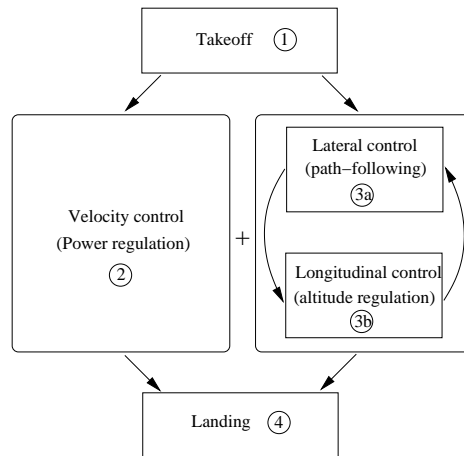 Takeoff 1
Velocity control
(Power regulation)
2
+
Lateral control
(path-following)
3a
Longitudinal control
(altitude regulation)
3b
Landing 4